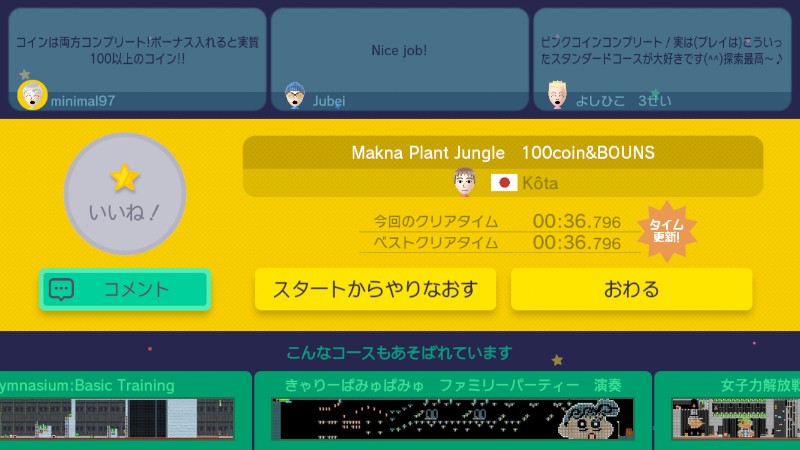 コインは両方コンプリート!ボーナス入れると実質
100以上のコイン!!
minimal97
Nice job!
Jubei
ピンクコインコンプリート / 実は(プレイは)こういっ
たスタンダードコースが大好きです(^^)探索最高~♪
よしひこ 3せい
いいね!
Makna Plant Jungle 100coin&BOUNS
Kôta
今回のクリアタイム 00:36.796
ベストクリアタイム 00:36.796
タイム
更新!
コメント
スタートからやりなおす
おわる
こんなコースもあそばれています
ymnasium:Basic Training
きゃりーぱみゅぱみゅ ファミリーパーティー 演奏
女子力解放戦